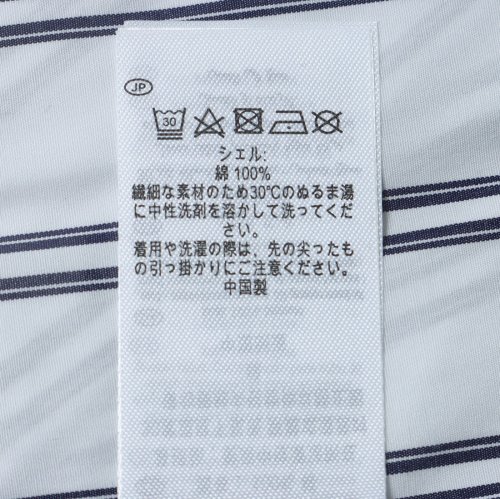 JP
30
シェル:
綿 100%
繊細な素材のため30℃のぬるま湯
に中性洗剤を溶かして洗ってくだ
さい。
着用や洗濯の際は、先の尖ったも
の引っ掛かりにご注意ください。
中国製